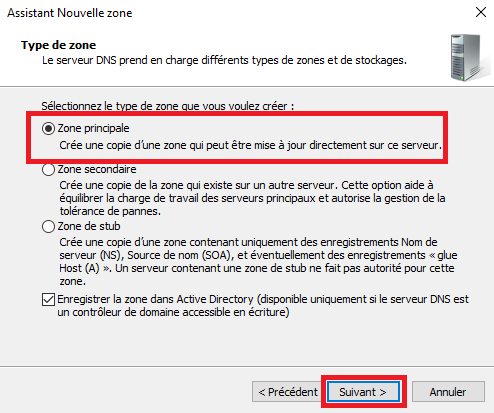 Assistant Nouvelle zone
Type de zone
Le serveur DNS prend en charge différents types de zones et de stockages.
Sélectionnez le type de zone que vous voulez créer :
Zone principale
Crée une copie d'une zone qui peut être mise à jour directement sur ce serveur.
Zone secondaire
Crée une copie de la zone qui existe sur un autre serveur. Cette option aide à
équilibrer la charge de travail des serveurs principaux et autorise la gestion de la
tolérance de pannes.
Zone de stub
Crée une copie d'une zone contenant uniquement des enregistrements Nom de
serveur (NS), Source de nom (SOA), et éventuellement des enregistrements « glue
Host (A) ». Un serveur contenant une zone de stub ne fait pas autorité pour cette
zone.
Enregistrer la zone dans Active Directory (disponible uniquement si le serveur DNS est
un contrôleur de domaine accessible en écriture)
< Précédent Suivant > Annuler